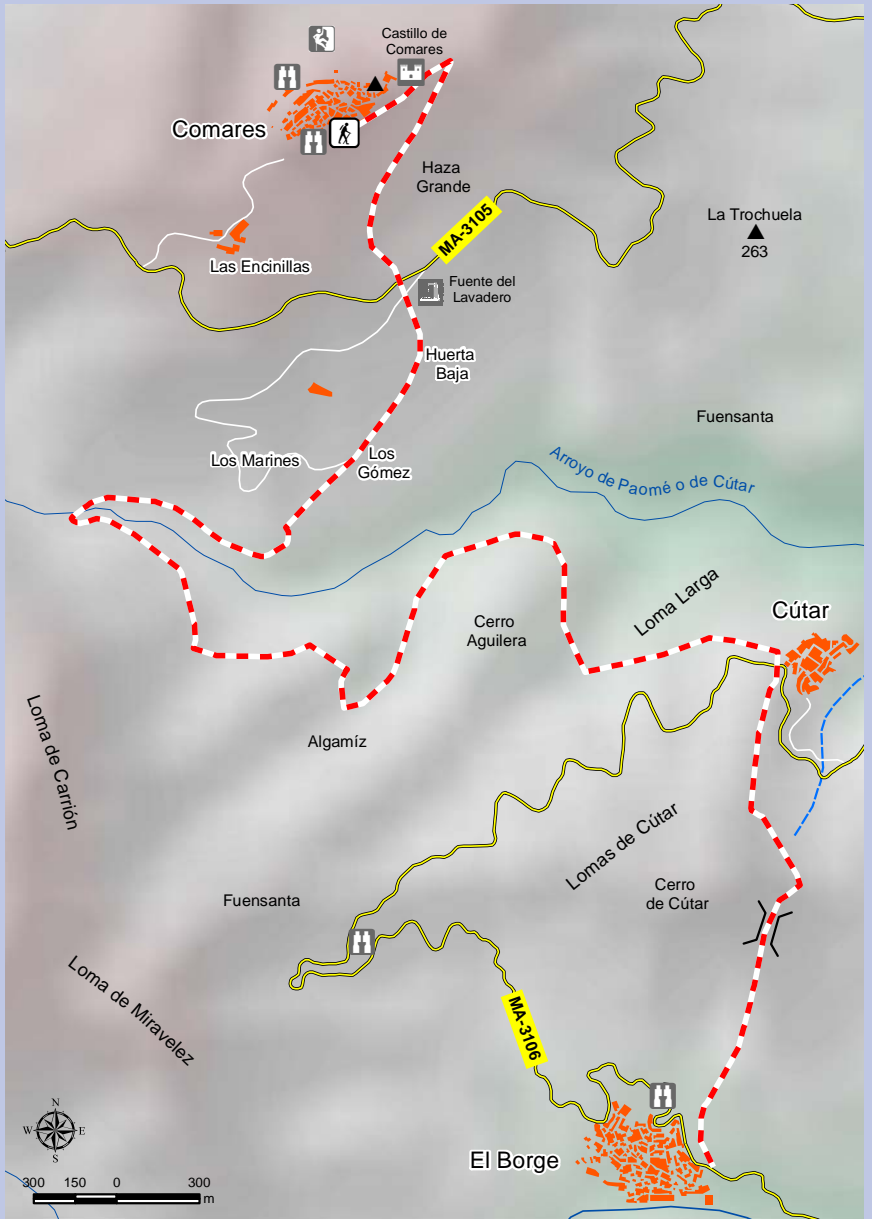 Castillo de
Comares
Comares
Haza
Grande
MA-3105
La Trochuela
263
Las Encinillas
Fuente del
Lavadero
Huerta
Baja
Fuensanta
Los Marines
Los
Gómez
Arroyo de Paomé o de Cútar
Loma Larga
Cútar
Cerro
Aguilera
Loma de Carrión
Algamíz
Lomas de Cútar
Fuensanta
Cerro
de Cútar
Loma de Miravelez
MA-3106
N
W E
S
El Borge
300 150 0 300
m